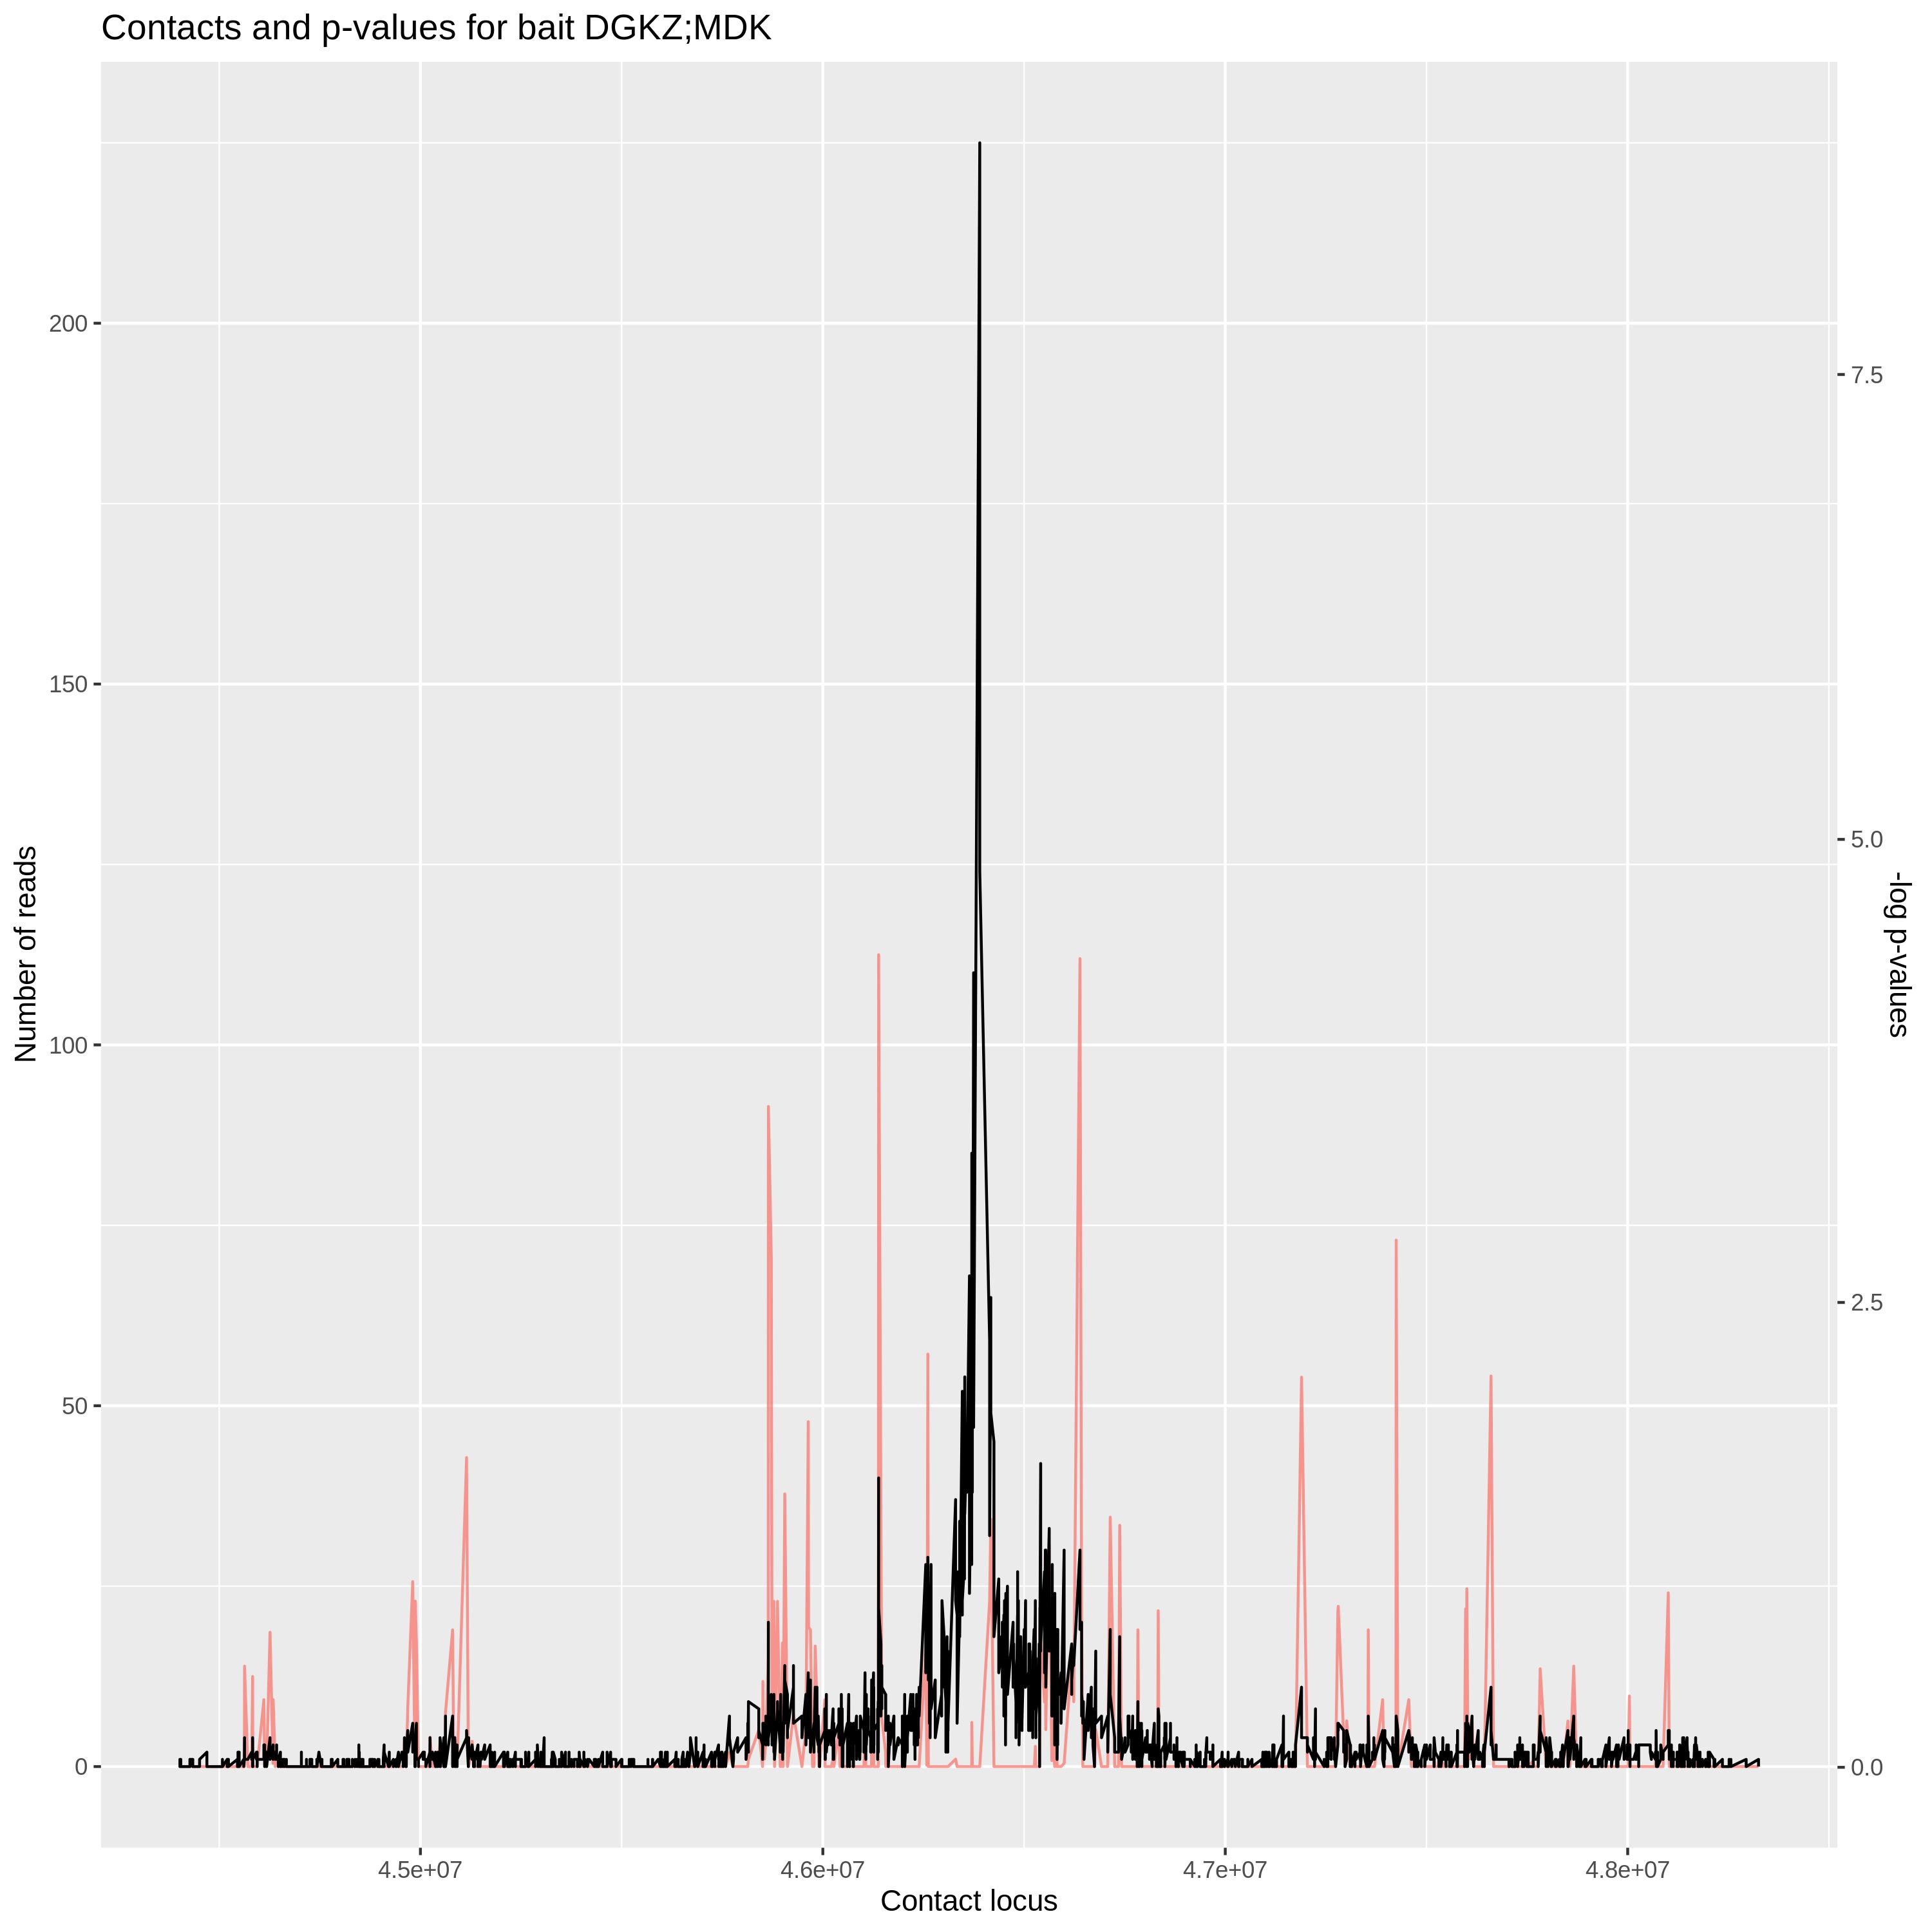 Contacts and p-values for bait DGKZ;MDK
Number of reads
200
150
100
50
0
7.5
5.0
2.5
0.0
-log p-values
4.5e+07
4.6e+07
4.7e+07
4.8e+07
Contact locus